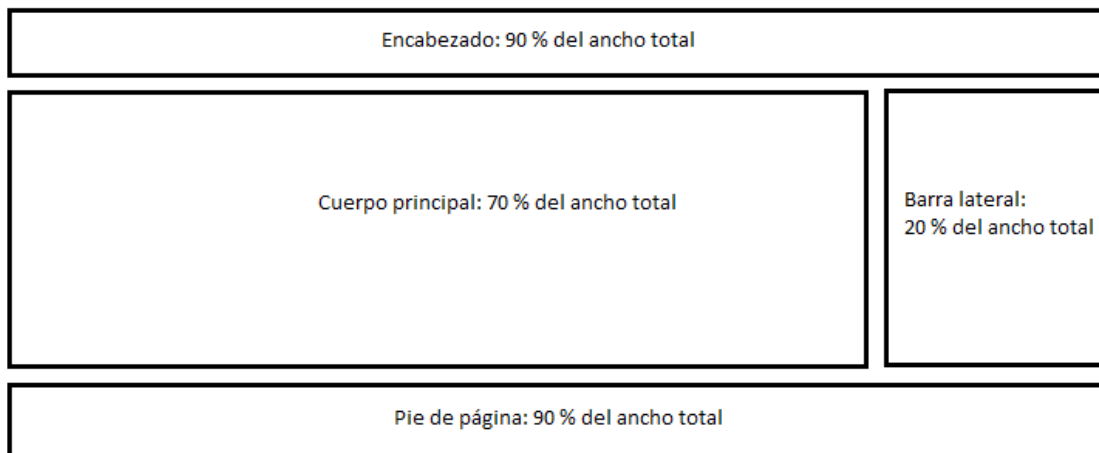 Encabezado: 90 % del ancho total
Cuerpo principal: 70 % del ancho total
Barra lateral:
20 % del ancho total
Pie de página: 90 % del ancho total